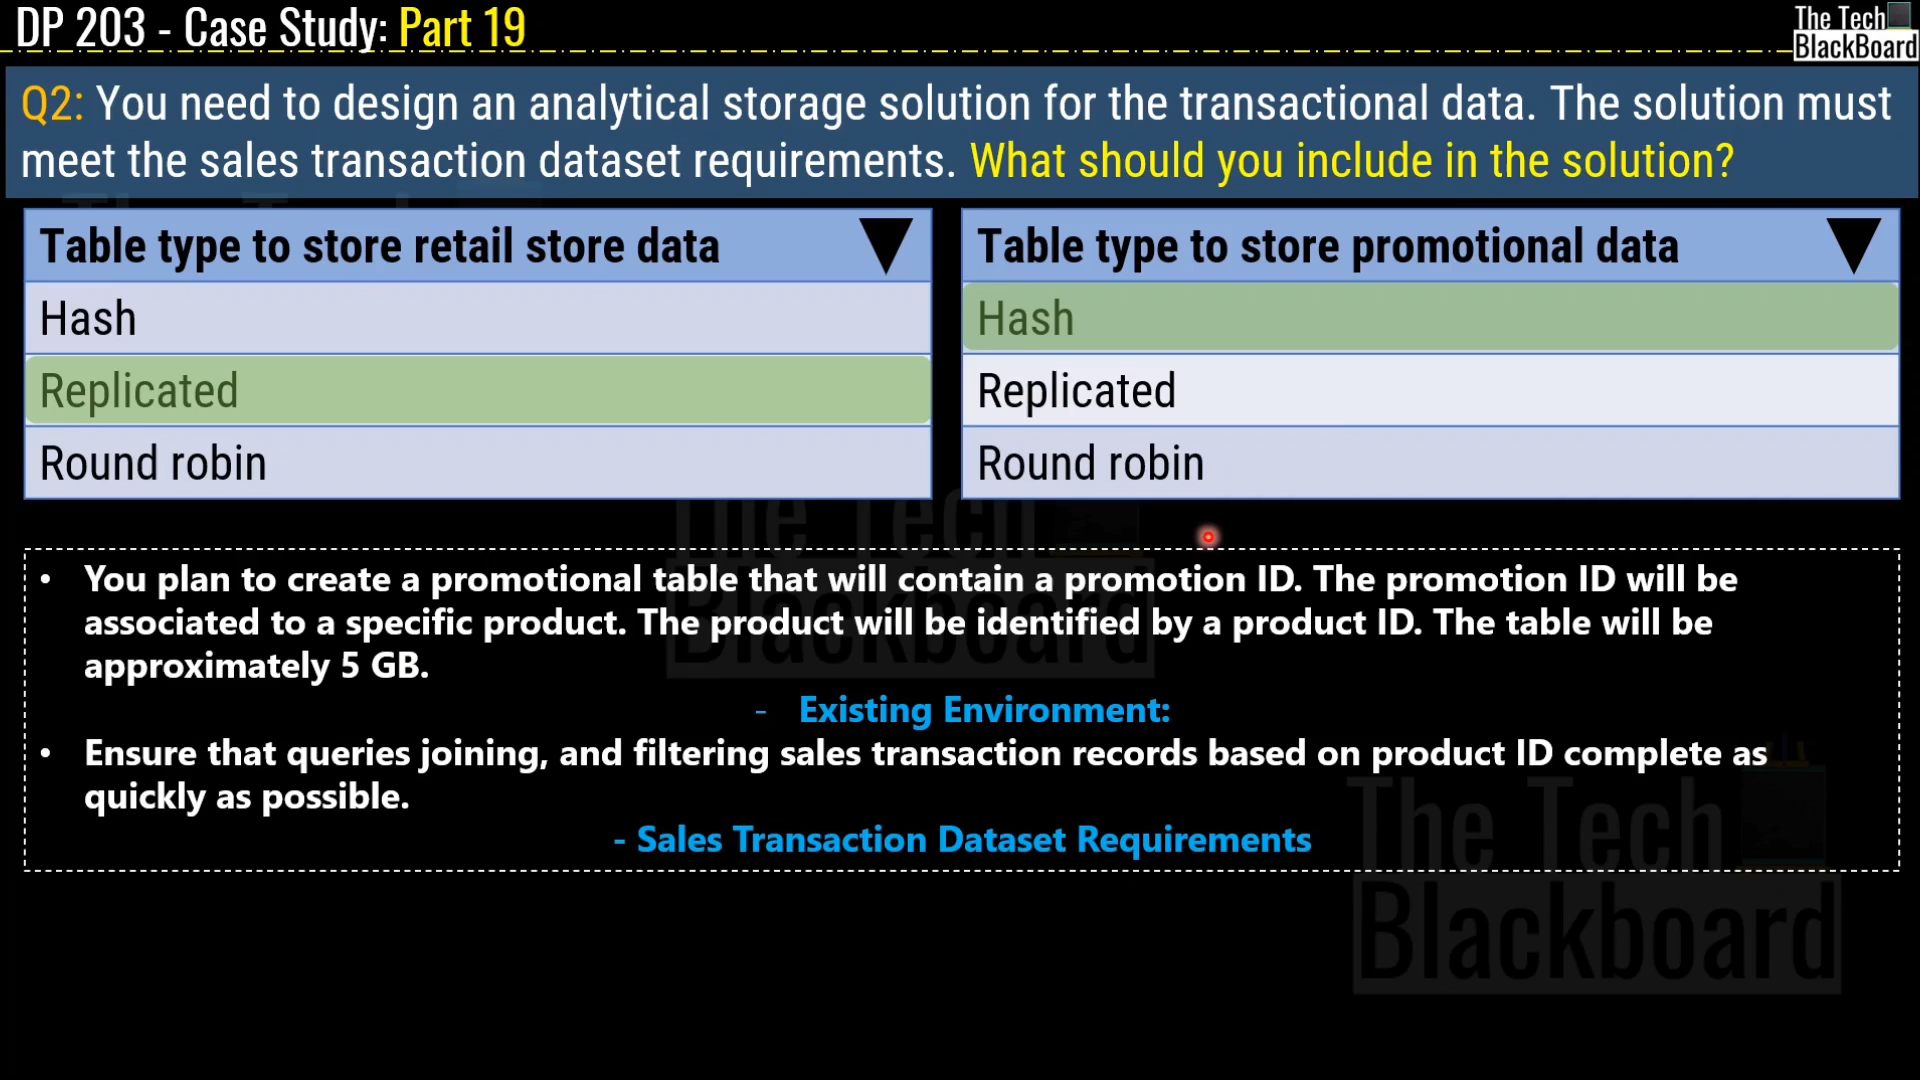 DP 203 - Case Study: Part 19
The Tech
BlackBoard
Q2: You need to design an analytical storage solution for the transactional data. The solution must
meet the sales transaction dataset requirements. What should you include in the solution?
Table type to store retail store data
Hash
Replicated
Round robin
Table type to store promotional data
Hash
Replicated
Round robin
The Tech
Blackboard
• You plan to create a promotional table that will contain a promotion ID. The promotion ID will be
associated to a specific product. The product will be identified by a product ID. The table will be
approximately 5 GB.
- Existing Environment:
• Ensure that queries joining, and filtering sales transaction records based on product ID complete as
quickly as possible.
- Sales Transaction Dataset Requirements
The Tech
Blackboard